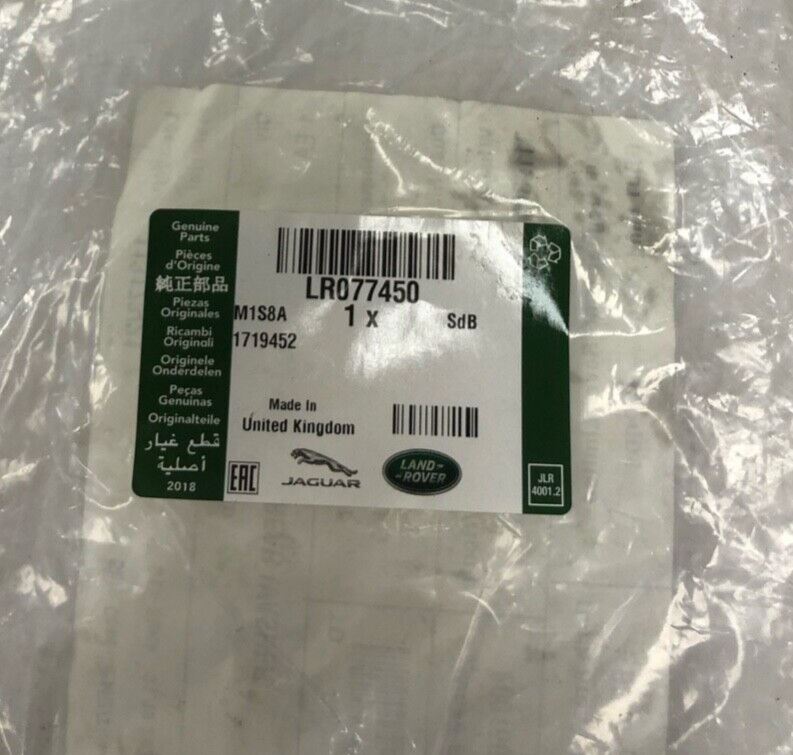 Genuine
Parts
Pièces
d'Origine
純正部品
Piezas
Originales
Ricambi
Originali
Originele
Onderdelen
Peças
Genuinas
Originalteile
قطع غيار
أصلية
2018
LR077450
M1S8A
1 x
SdB
1719452
Made In
United Kingdom
EAC
JAGUAR
LAND-
-ROVER
JLR
4001.2